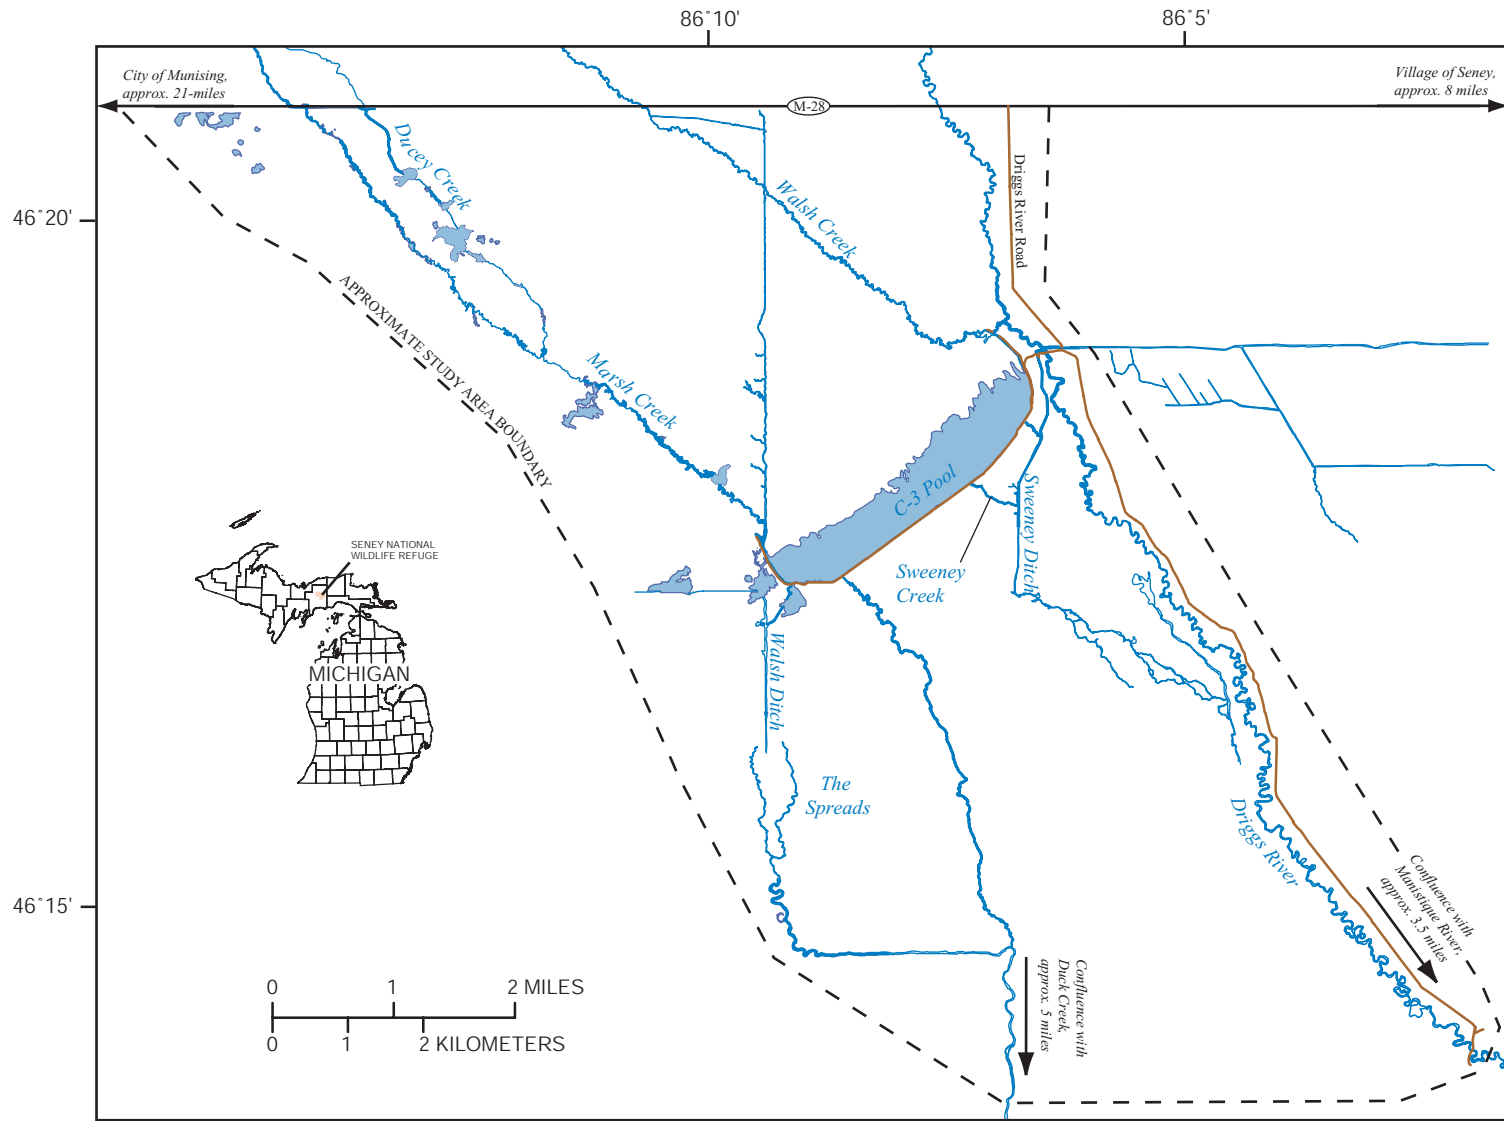 86°10'
86°5'
City of Munising,
approx. 21-miles
Village of Seney,
approx. 8 miles
M-28
Ducey Creek
Driggs River Road
Walsh Creek
46°20'
APPROXIMATE STUDY AREA BOUNDARY
Marsh Creek
C-3 Pool
Sweeney Ditch
SENEY NATIONAL
WILDLIFE REFUGE
Sweeney
Creek
MICHIGAN
Walsh Ditch
The
Spreads
Driggs River
Confluence with
Manistique River,
approx. 3.5 miles
46°15'
Confluence with
Duck Creek,
approx. 5 miles
0 1 2 MILES
0 1 2 KILOMETERS